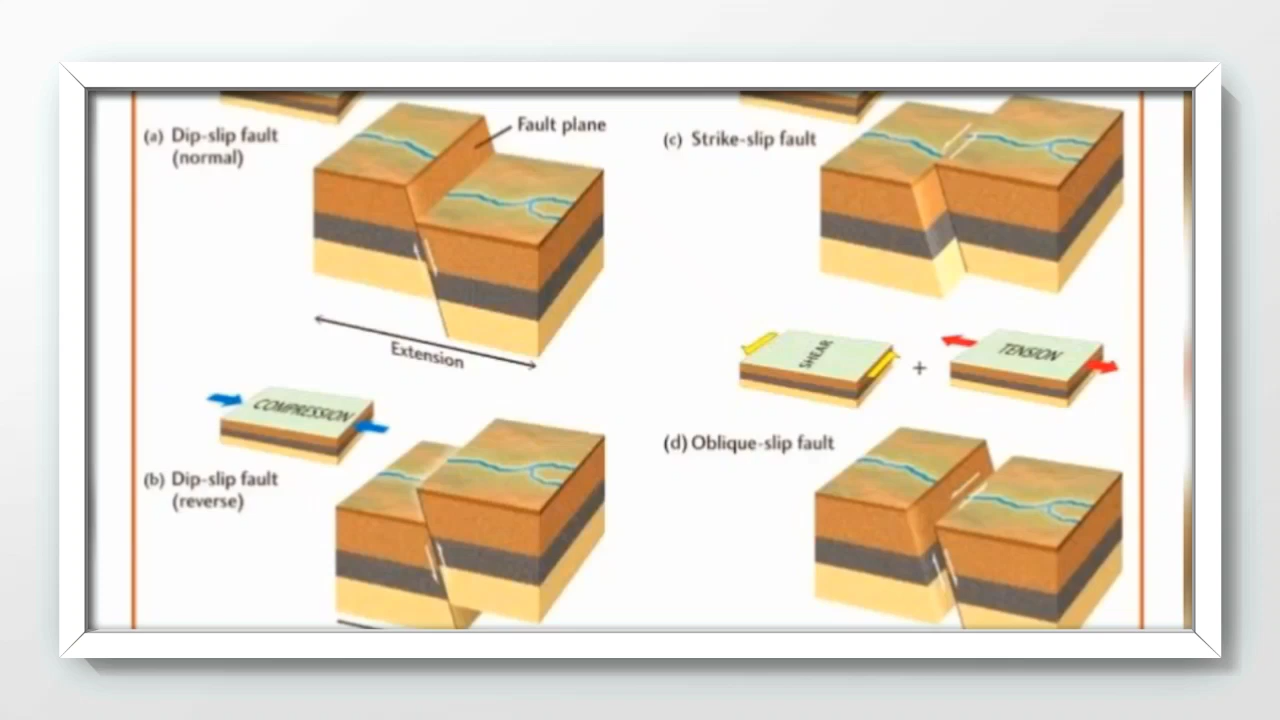 (a) Dip-slip fault
(normal)
Fault plane
Extension
COMPRESSION
(b) Dip-slip fault
(reverse)
(c) Strike-slip fault
SHEAR
+
TENSION
(d) Oblique-slip fault